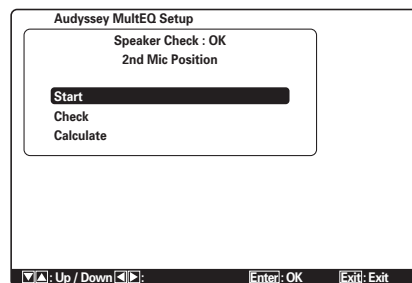 Audyssey MultEQ Setup
Speaker Check : OK
2nd Mic Position
Start
Check
Calculate
▼▲: Up / Down ◀▶: Enter: OK Exit: Exit